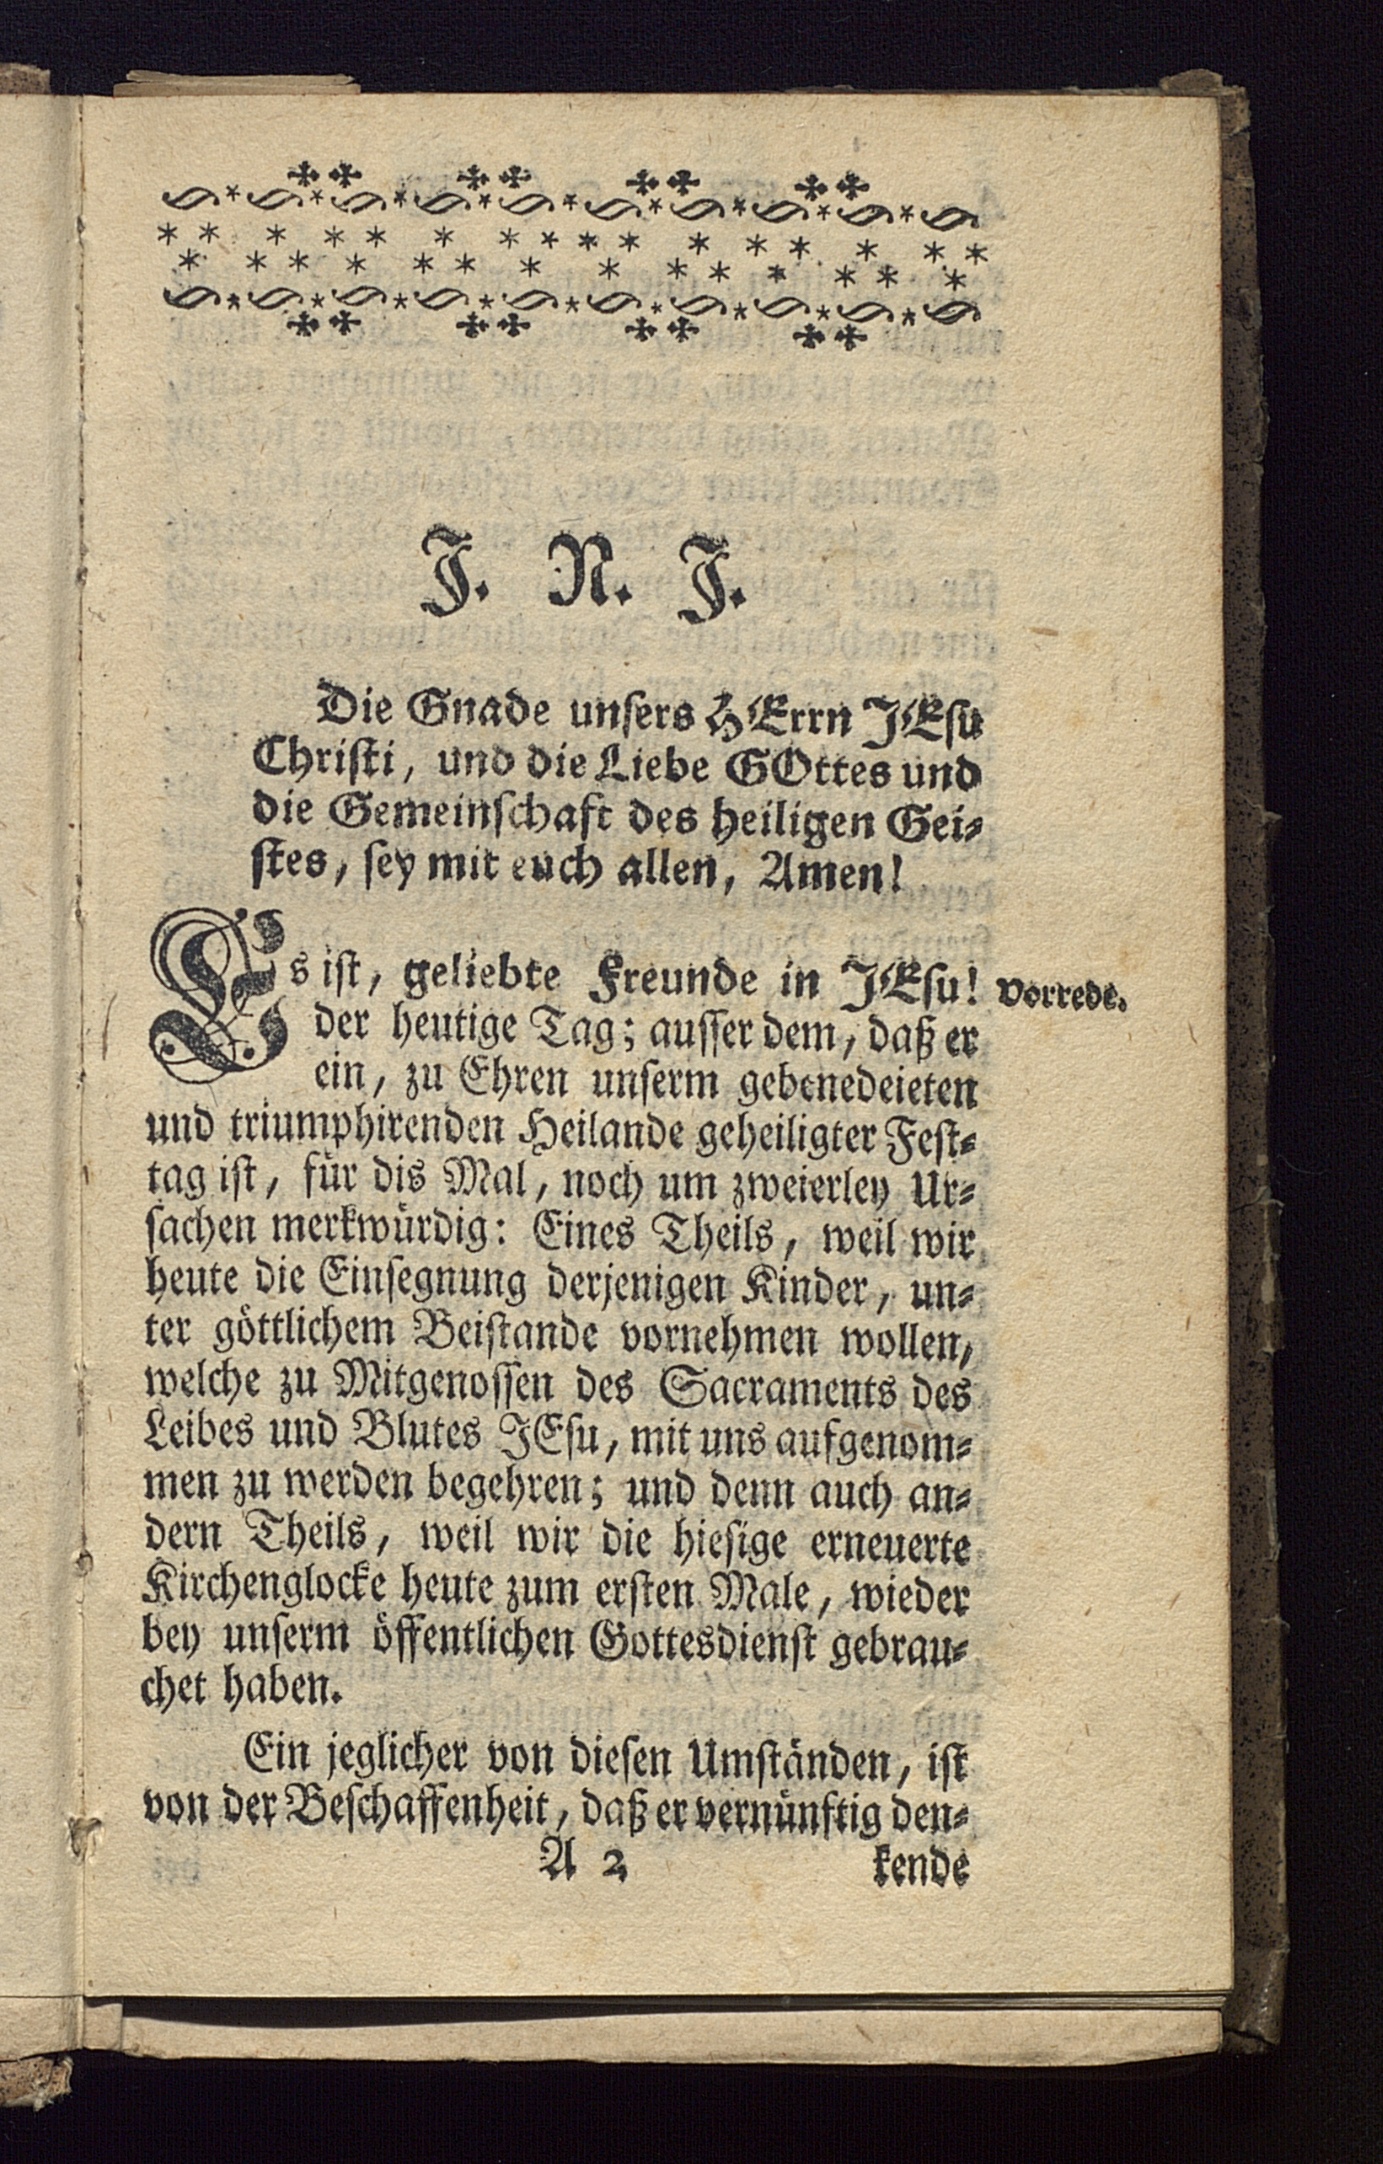 J. N. J.
Die Gnade unsers HErrn JEsu
Christi, und die Liebe GOttes und
die Gemeinschaft des heiligen Gei-
stes, sey mit euch allen, Amen!
Es ist, geliebte Freunde in JEsu!
Vorrede.
der heutige Tag; ausser dem, daß er
ein, zu Ehren unserm gebenedeieten
und triumphirenden Heilande geheiligter Fest-
tag ist, für dis Mal, noch um zweierley Ur-
sachen merkwürdig: Eines Theils, weil wir
heute die Einsegnung derjenigen Kinder, un-
ter göttlichem Beistande vornehmen wollen,
welche zu Mitgenossen des Sacraments des
Leibes und Blutes JEsu, mit uns aufgenom-
men zu werden begehren; und denn auch an-
dern Theils, weil wir die hiesige erneuerte
Kirchenglocke heute zum ersten Male, wieder
bey unserm öffentlichen Gottesdienst gebrau-
chet haben.
Ein jeglicher von diesen Umständen, ist
von der Beschaffenheit, daß er vernünftig den-
A 2 kende